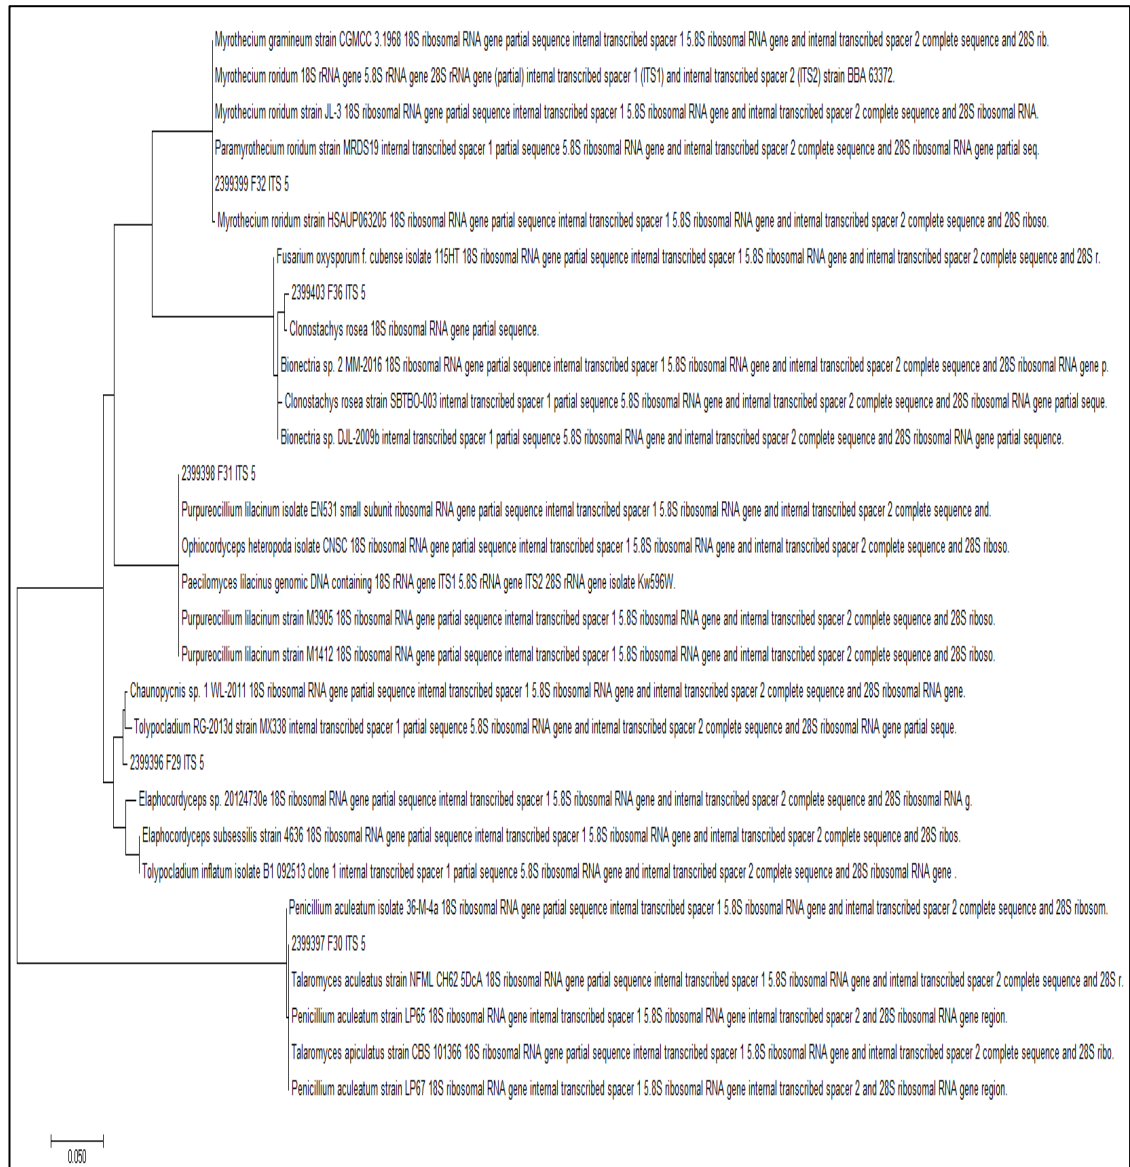 Myrothecium gramineum strain CGMCC 3.1968 18S ribosomal RNA gene partial sequence internal transcribed spacer 1 5.8S ribosomal RNA gene and internal transcribed spacer 2 complete sequence and 28S rib.
Myrothecium roridum 18S rRNA gene 5.8S rRNA gene 28S rRNA gene (partial) internal transcribed spacer 1 (ITS1) and internal transcribed spacer 2 (ITS2) strain BBA 63372.
Myrothecium roridum strain JL-3 18S ribosomal RNA gene partial sequence internal transcribed spacer 1 5.8S ribosomal RNA gene and internal transcribed spacer 2 complete sequence and 28S ribosomal RNA.
Paramyrothecium roridum strain MRDS19 internal transcribed spacer 1 partial sequence 5.8S ribosomal RNA gene and internal transcribed spacer 2 complete sequence and 28S ribosomal RNA gene partial seq.
2399399 F32 ITS 5
Myrothecium roridum strain HSAUP063205 18S ribosomal RNA gene partial sequence internal transcribed spacer 1 5.8S ribosomal RNA gene and internal transcribed spacer 2 complete sequence and 28S riboso.
Fusarium oxysporum f. cubense isolate 115HT 18S ribosomal RNA gene partial sequence internal transcribed spacer 1 5.8S ribosomal RNA gene and internal transcribed spacer 2 complete sequence and 28S r.
2399403 F36 ITS 5
Clonostachys rosea 18S ribosomal RNA gene partial sequence.
Bionectria sp. 2 MM-2016 18S ribosomal RNA gene partial sequence internal transcribed spacer 1 5.8S ribosomal RNA gene and internal transcribed spacer 2 complete sequence and 28S ribosomal RNA gene p.
Clonostachys rosea strain SBTBO-003 internal transcribed spacer 1 partial sequence 5.8S ribosomal RNA gene and internal transcribed spacer 2 complete sequence and 28S ribosomal RNA gene partial seque.
Bionectria sp. DJL-2009b internal transcribed spacer 1 partial sequence 5.8S ribosomal RNA gene and internal transcribed spacer 2 complete sequence and 28S ribosomal RNA gene partial sequence.
2399398 F31 ITS 5
Purpureocillium lilacinum isolate EN531 small subunit ribosomal RNA gene partial sequence internal transcribed spacer 1 5.8S ribosomal RNA gene and internal transcribed spacer 2 complete sequence and.
Ophiocordyceps heteropoda isolate CNSC 18S ribosomal RNA gene partial sequence internal transcribed spacer 1 5.8S ribosomal RNA gene and internal transcribed spacer 2 complete sequence and 28S riboso.
Paecilomyces lilacinus genomic DNA containing 18S rRNA gene ITS1 5.8S rRNA gene ITS2 28S rRNA gene isolate Kw596W.
Purpureocillium lilacinum strain M3905 18S ribosomal RNA gene partial sequence internal transcribed spacer 1 5.8S ribosomal RNA gene and internal transcribed spacer 2 complete sequence and 28S riboso.
Purpureocillium lilacinum strain M1412 18S ribosomal RNA gene partial sequence internal transcribed spacer 1 5.8S ribosomal RNA gene and internal transcribed spacer 2 complete sequence and 28S riboso.
Chaunopycnis sp. 1 WL-2011 18S ribosomal RNA gene partial sequence internal transcribed spacer 1 5.8S ribosomal RNA gene and internal transcribed spacer 2 complete sequence and 28S ribosomal RNA gene.
Tolypocladium RG-2013d strain MX338 internal transcribed spacer 1 partial sequence 5.8S ribosomal RNA gene and internal transcribed spacer 2 complete sequence and 28S ribosomal RNA gene partial seque.
2399396 F29 ITS 5
Elaphocordyceps sp. 20124730e 18S ribosomal RNA gene partial sequence internal transcribed spacer 1 5.8S ribosomal RNA gene and internal transcribed spacer 2 complete sequence and 28S ribosomal RNA g.
Elaphocordyceps subsessilis strain 4636 18S ribosomal RNA gene partial sequence internal transcribed spacer 1 5.8S ribosomal RNA gene and internal transcribed spacer 2 complete sequence and 28S ribos.
Tolypocladium inflatum isolate B1 092513 clone 1 internal transcribed spacer 1 partial sequence 5.8S ribosomal RNA gene and internal transcribed spacer 2 complete sequence and 28S ribosomal RNA gene .
Penicillium aculeatum isolate 36-M-4a 18S ribosomal RNA gene partial sequence internal transcribed spacer 1 5.8S ribosomal RNA gene and internal transcribed spacer 2 complete sequence and 28S ribosom.
2399397 F30 ITS 5
Talaromyces aculeatus strain NFML CH62 5DcA 18S ribosomal RNA gene partial sequence internal transcribed spacer 1 5.8S ribosomal RNA gene and internal transcribed spacer 2 complete sequence and 28S r.
Penicillium aculeatum strain LP65 18S ribosomal RNA gene internal transcribed spacer 1 5.8S ribosomal RNA gene internal transcribed spacer 2 and 28S ribosomal RNA gene region.
Talaromyces apiculatus strain CBS 101366 18S ribosomal RNA gene partial sequence internal transcribed spacer 1 5.8S ribosomal RNA gene and internal transcribed spacer 2 complete sequence and 28S ribo.
Penicillium aculeatum strain LP67 18S ribosomal RNA gene internal transcribed spacer 1 5.8S ribosomal RNA gene internal transcribed spacer 2 and 28S ribosomal RNA gene region.
0.050